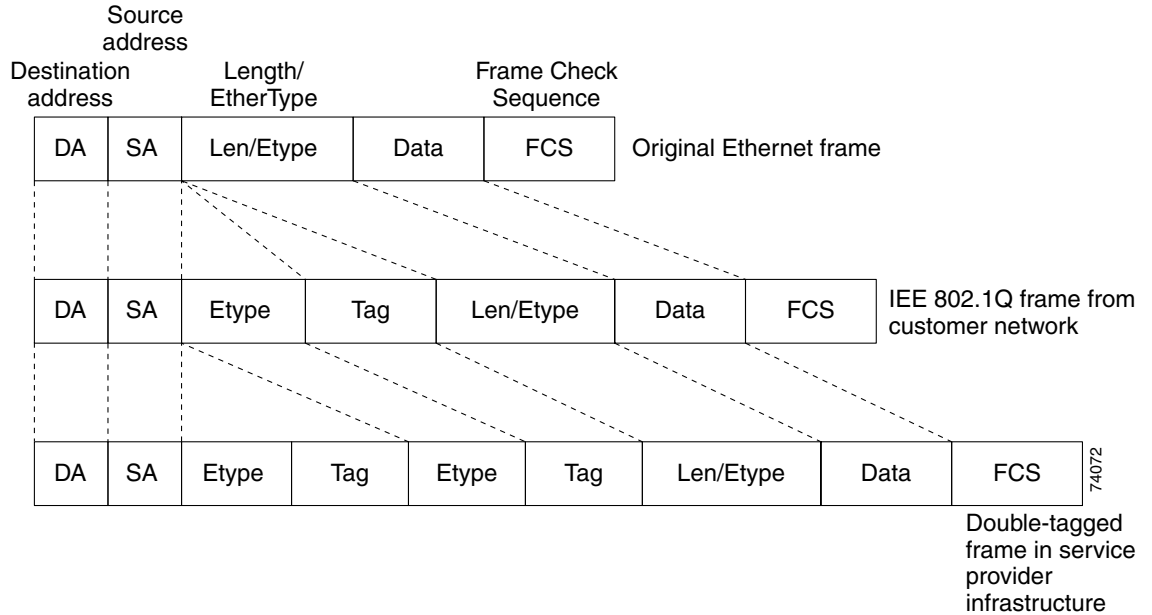 Source
address
Destination
address
Length/
EtherType
Frame Check
Sequence
DA SA Len/Etype Data FCS Original Ethernet frame
DA SA Etype Tag Len/Etype Data FCS
IEE 802.1Q frame from
customer network
DA SA Etype Tag Etype Tag Len/Etype Data FCS
74072
Double-tagged
frame in service
provider
infrastructure